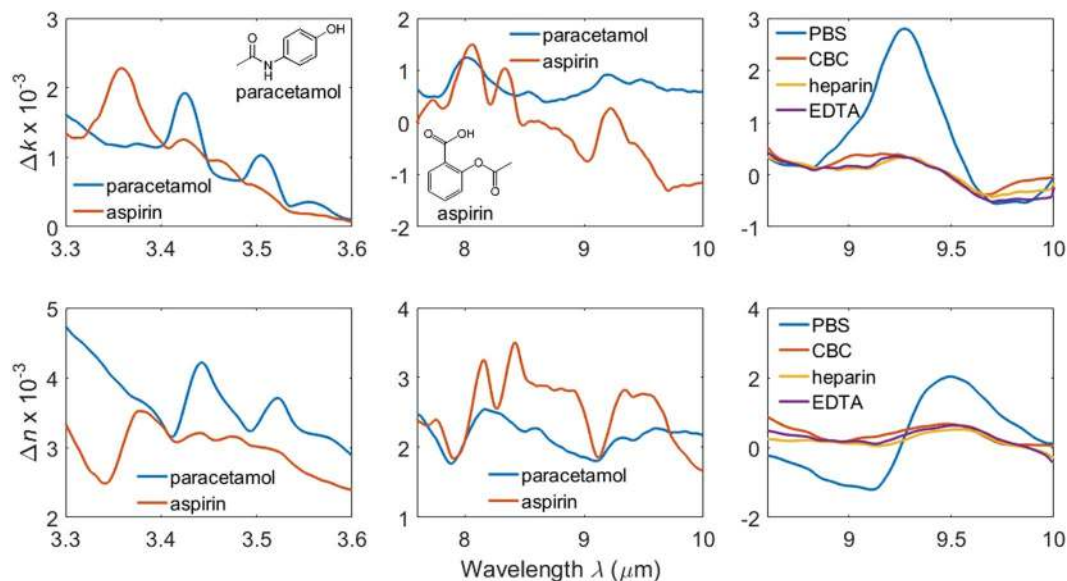 Δk x 10⁻³
3
2
1
0
3.3
3.4
3.5
3.6
OH
O
N
H
paracetamol
paracetamol
aspirin
2
1
0
-1
-2
8
9
10
paracetamol
aspirin
O
OH
O
O
aspirin
3
2
1
0
-1
9
9.5
10
PBS
CBC
heparin
EDTA
Δn x 10⁻³
5
4
3
2
3.3
3.4
3.5
3.6
paracetamol
aspirin
4
3
2
1
8
9
10
paracetamol
aspirin
Wavelength λ (μm)
4
2
0
-2
9
9.5
10
PBS
CBC
heparin
EDTA